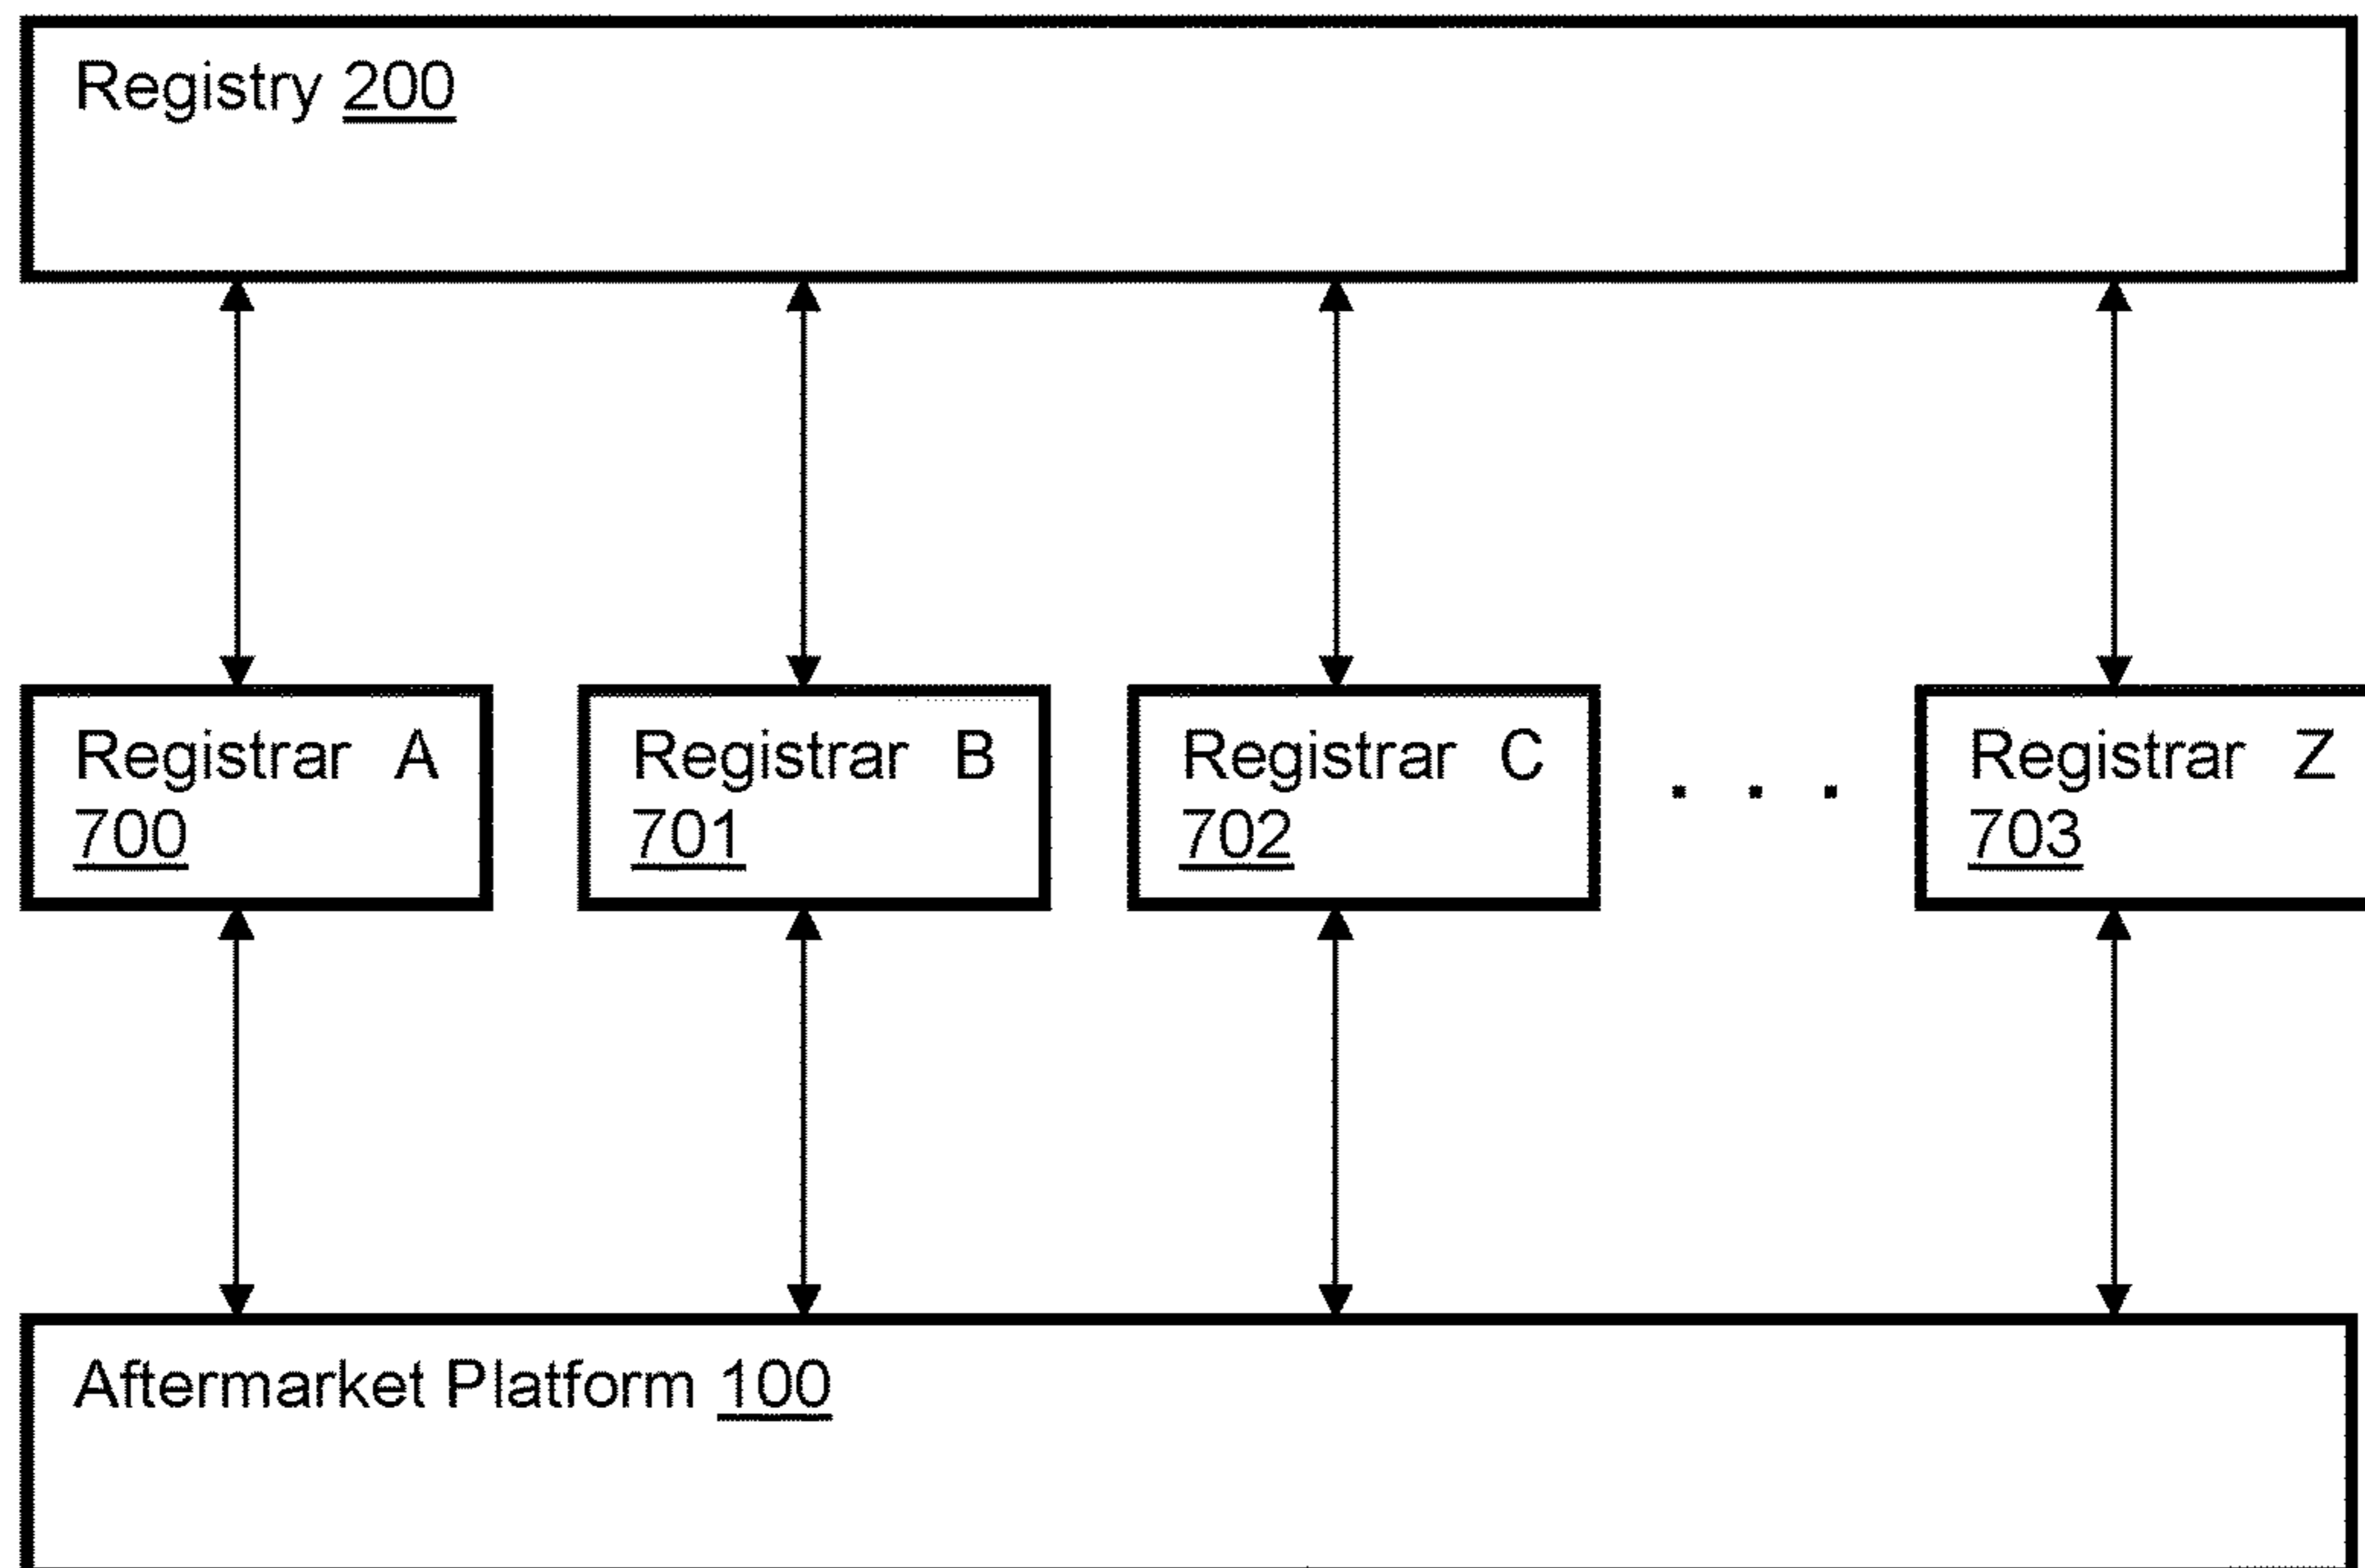 Registry 200
Registrar A
700
Registrar B
701
Registrar C
702
. . .
Registrar Z
703
Aftermarket Platform 100